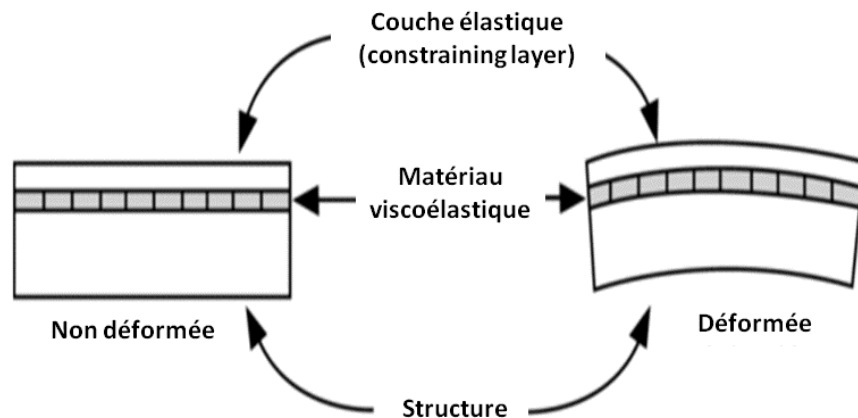 Couche élastique
(constraining layer)
Matériau
viscoélastique
Non déformée
Déformée
Structure